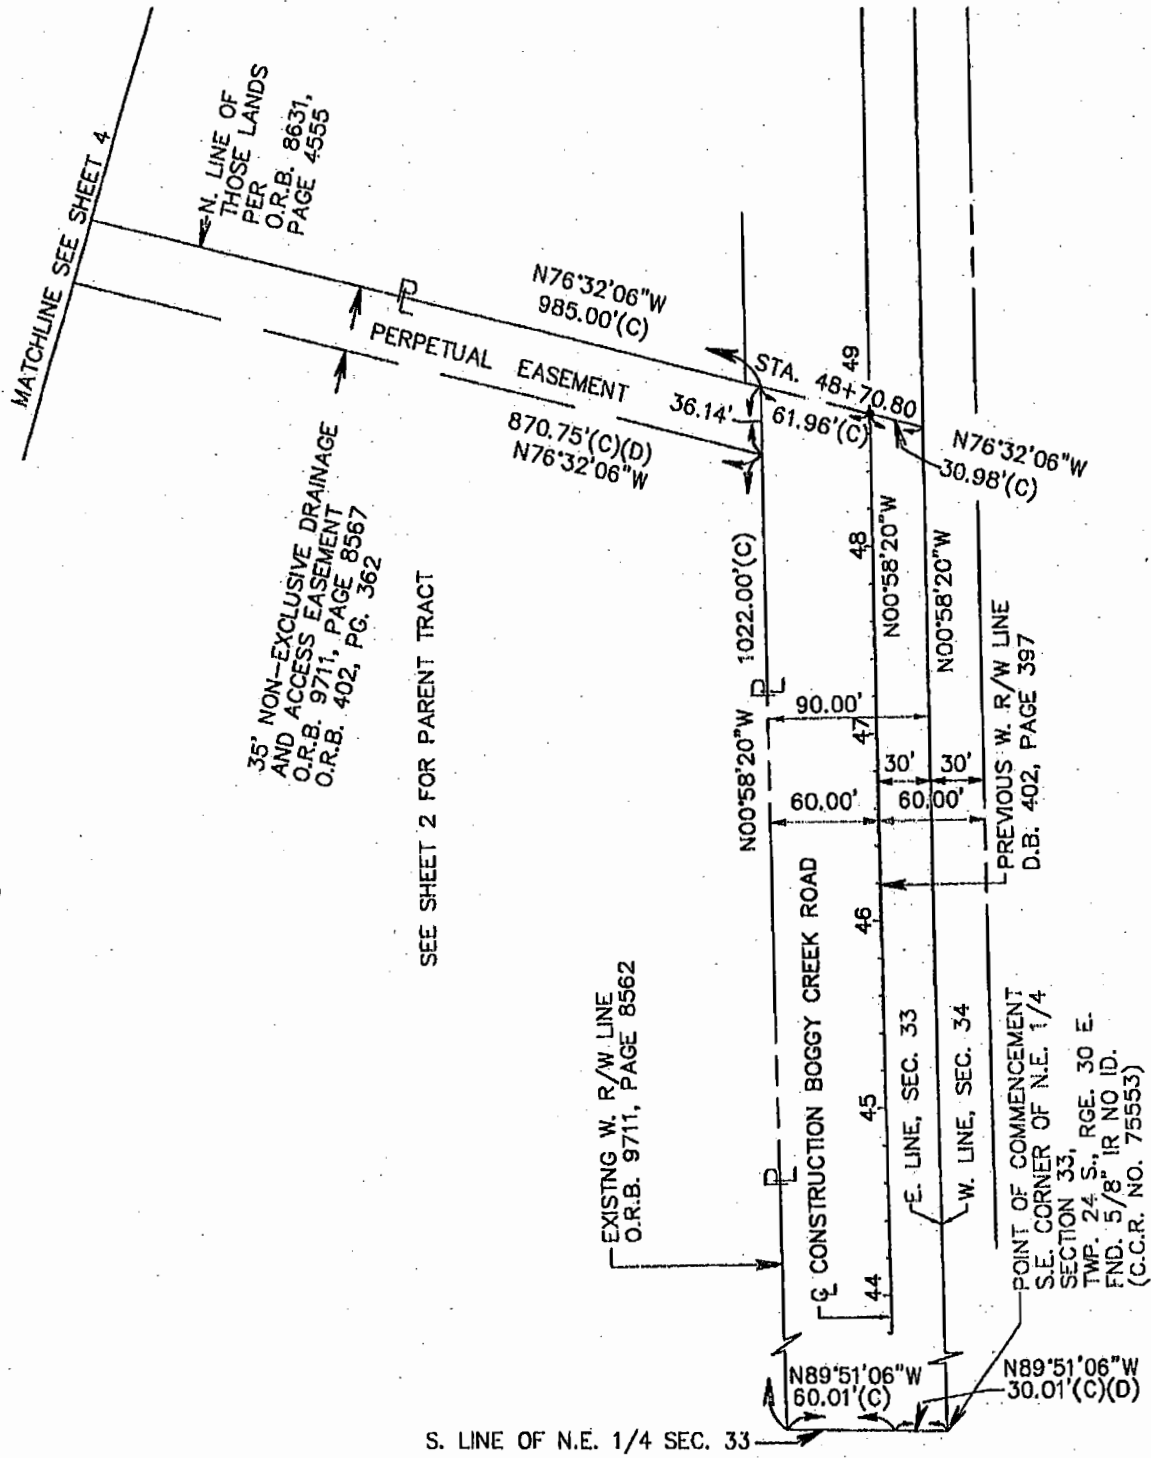 MATCHLINE SEE SHEET 4
N. LINE OF
THOSE LANDS
PER
O.R.B. 8631,
PAGE 4555
N76°32'06"W
985.00'(C)
PL
PERPETUAL EASEMENT
STA. 48+70.80
49
36.14'
61.96'(C)
870.75'(C)(D)
N76°32'06"W
N76°32'06"W
30.98'(C)
35' NON-EXCLUSIVE DRAINAGE
AND ACCESS EASEMENT
O.R.B. 9711, PAGE 8567
O.R.B. 402, PG. 362
SEE SHEET 2 FOR PARENT TRACT
48
N00°58'20"W
N00°58'20"W
N00°58'20"W 1022.00'(C)
PL
90.00'
47
30'
30'
60.00'
60.00'
PREVIOUS W. R/W LINE
D.B. 402, PAGE 397
46
EXISTNG W. R/W LINE
O.R.B. 9711, PAGE 8562
CL CONSTRUCTION BOGGY CREEK ROAD
45
E. LINE, SEC. 33
W. LINE, SEC. 34
PL
44
POINT OF COMMENCEMENT
S.E. CORNER OF N.E. 1/4
SECTION 33,
TWP. 24 S., RGE. 30 E.
FND. 5/8" IR NO ID.
(C.C.R. NO. 75553)
N89°51'06"W
60.01'(C)
N89°51'06"W
30.01'(C)(D)
S. LINE OF N.E. 1/4 SEC. 33